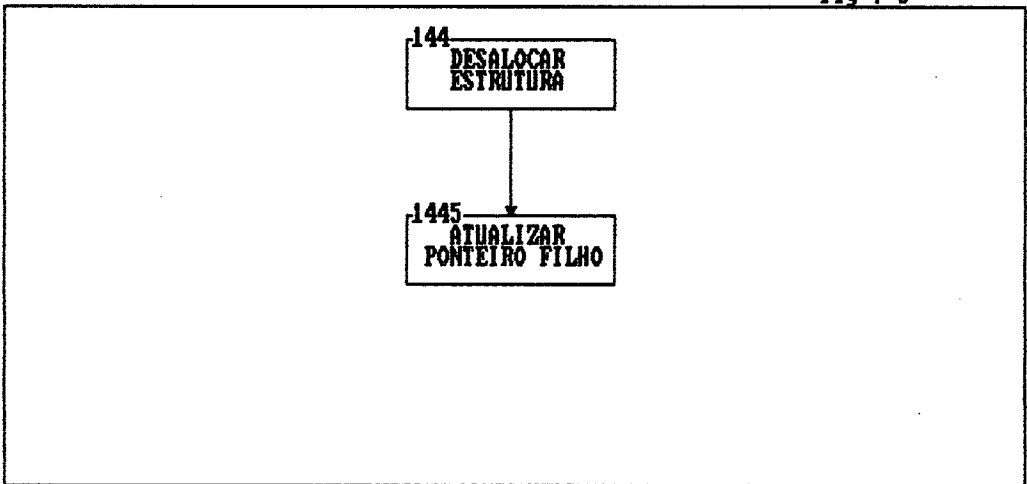 144
DESALOCAR
ESTRUTURA
1445
ATUALIZAR
PONTEIRO FILHO